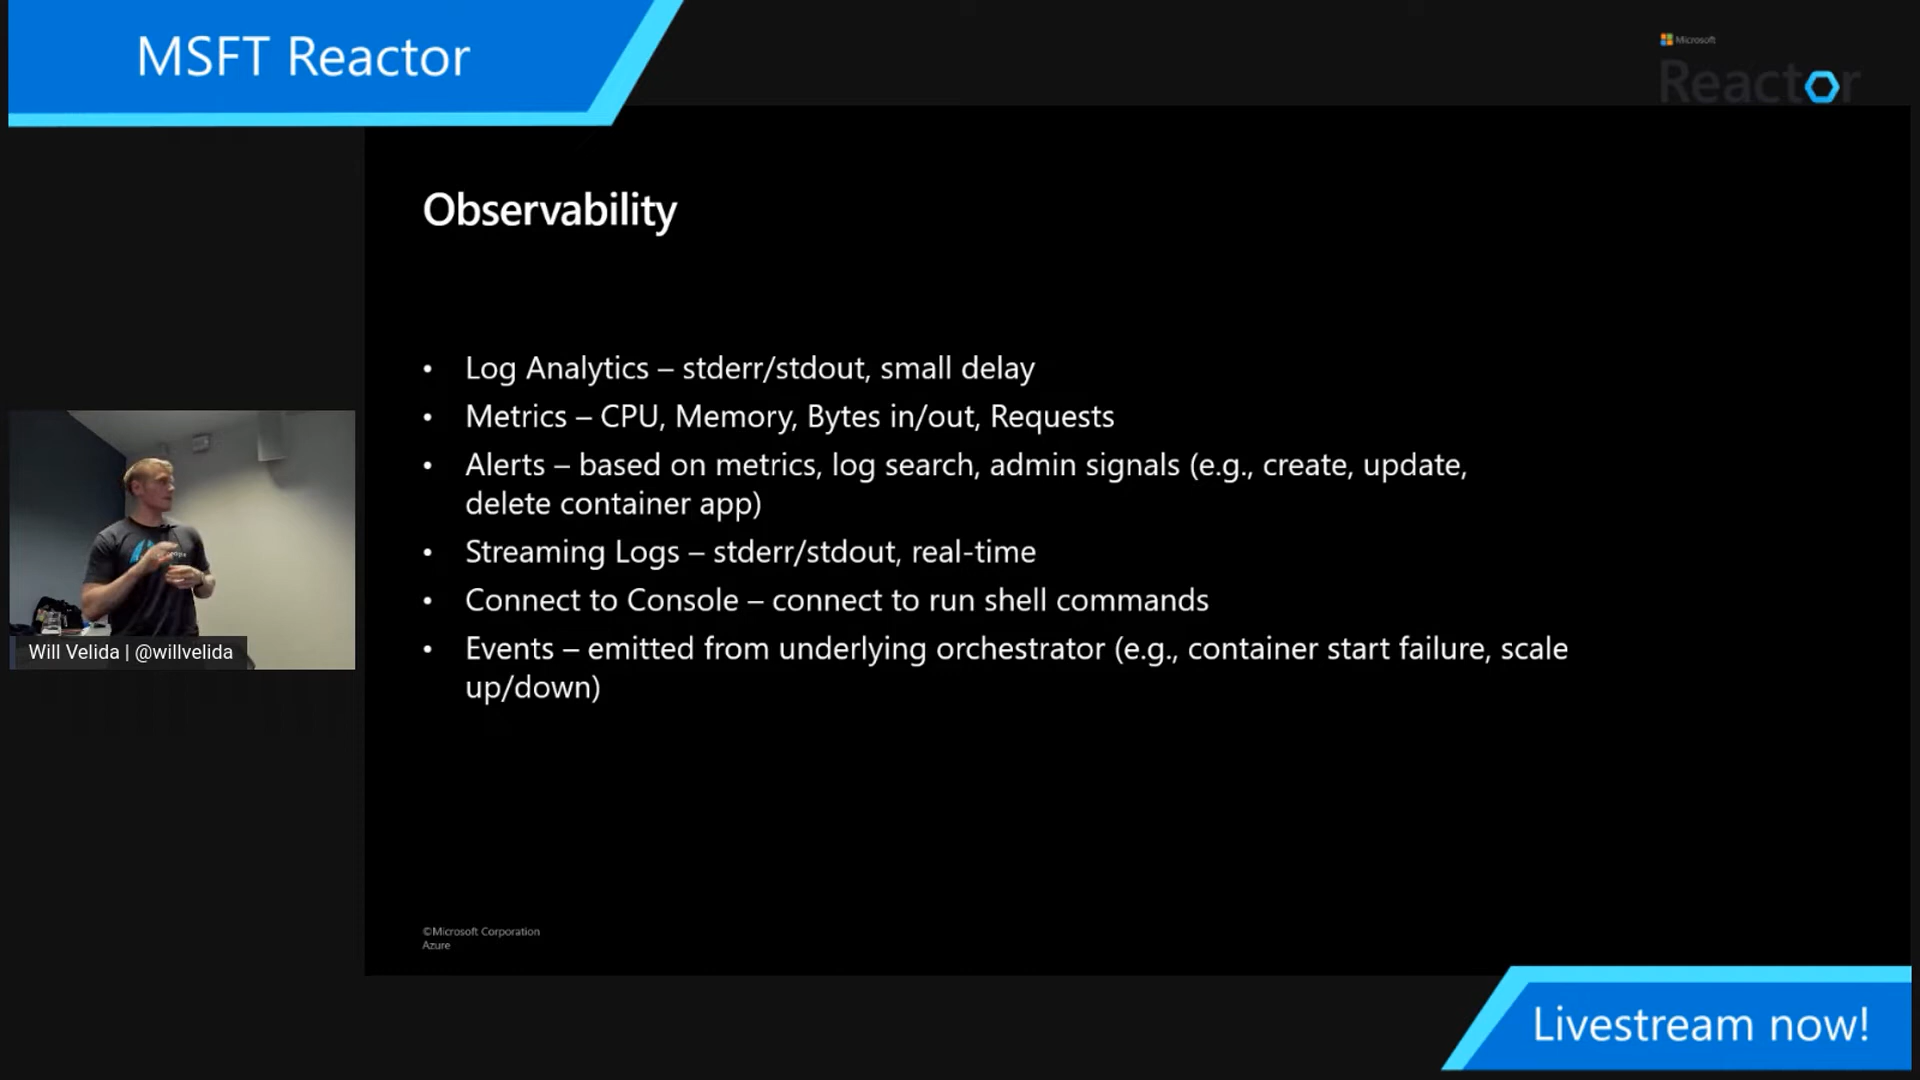 MSFT Reactor
Microsoft
Reactor
Observability
• Log Analytics – stderr/stdout, small delay
• Metrics – CPU, Memory, Bytes in/out, Requests
• Alerts – based on metrics, log search, admin signals (e.g., create, update,
delete container app)
• Streaming Logs – stderr/stdout, real-time
• Connect to Console – connect to run shell commands
• Events – emitted from underlying orchestrator (e.g., container start failure, scale
up/down)
Will Velida | @willvelida
©Microsoft Corporation
Azure
Livestream now!